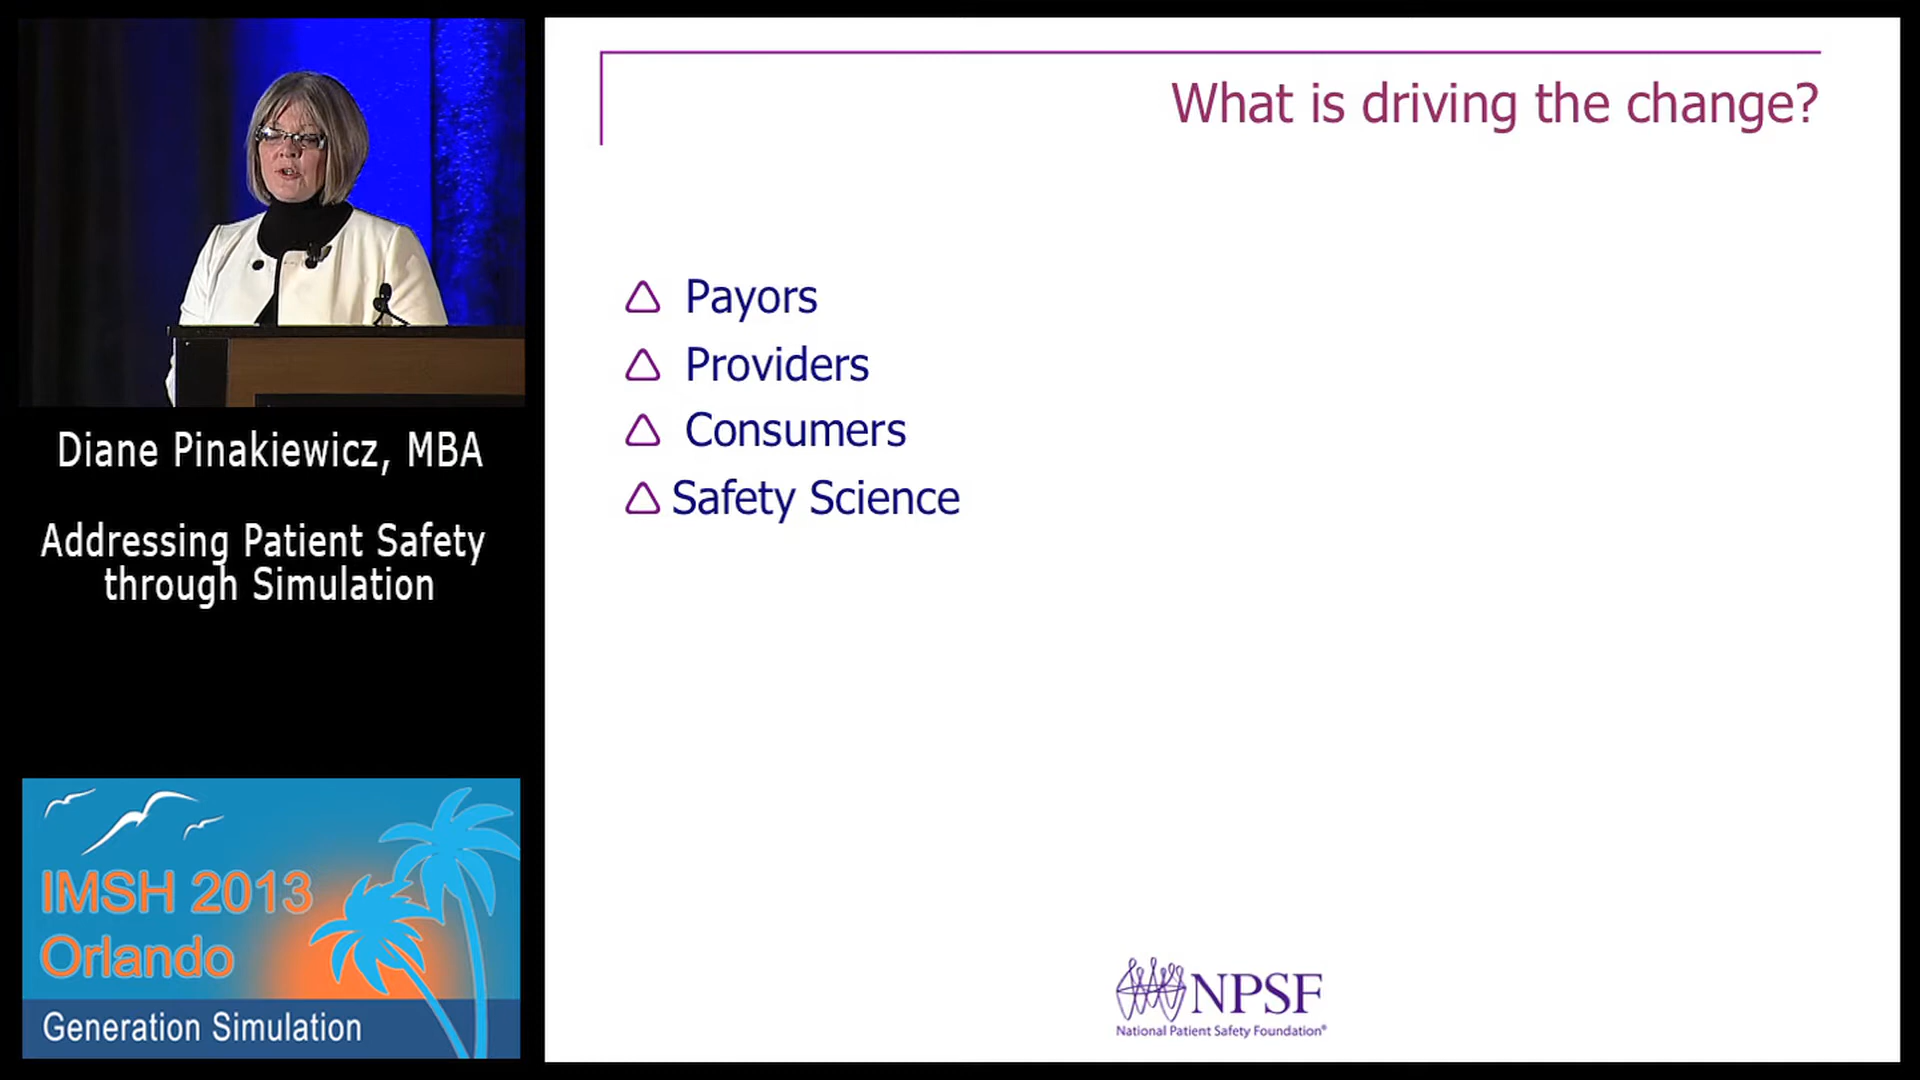 Diane Pinakiewicz, MBA
Addressing Patient Safety
through Simulation
IMSH 2013
Orlando
Generation Simulation
What is driving the change?
Payors
Providers
Consumers
Safety Science
NPSF
National Patient Safety Foundation®